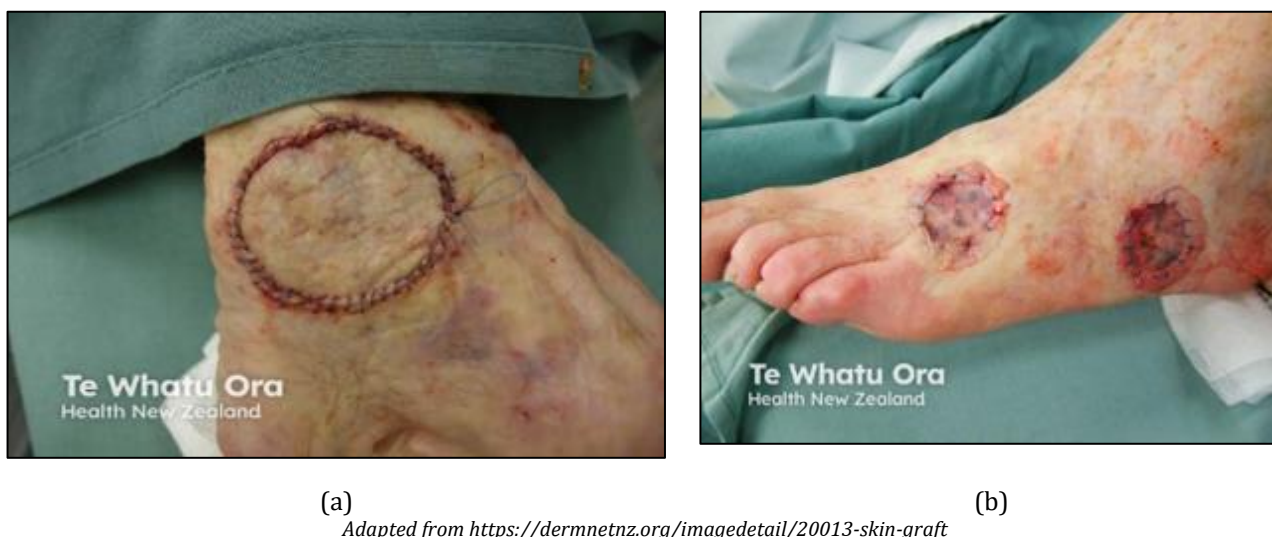 Te Whatu Ora
Health New Zealand
Te Whatu Ora
Health New Zealand
(a)
(b)
Adapted from https://dermnetnz.org/imagedetail/20013-skin-graft